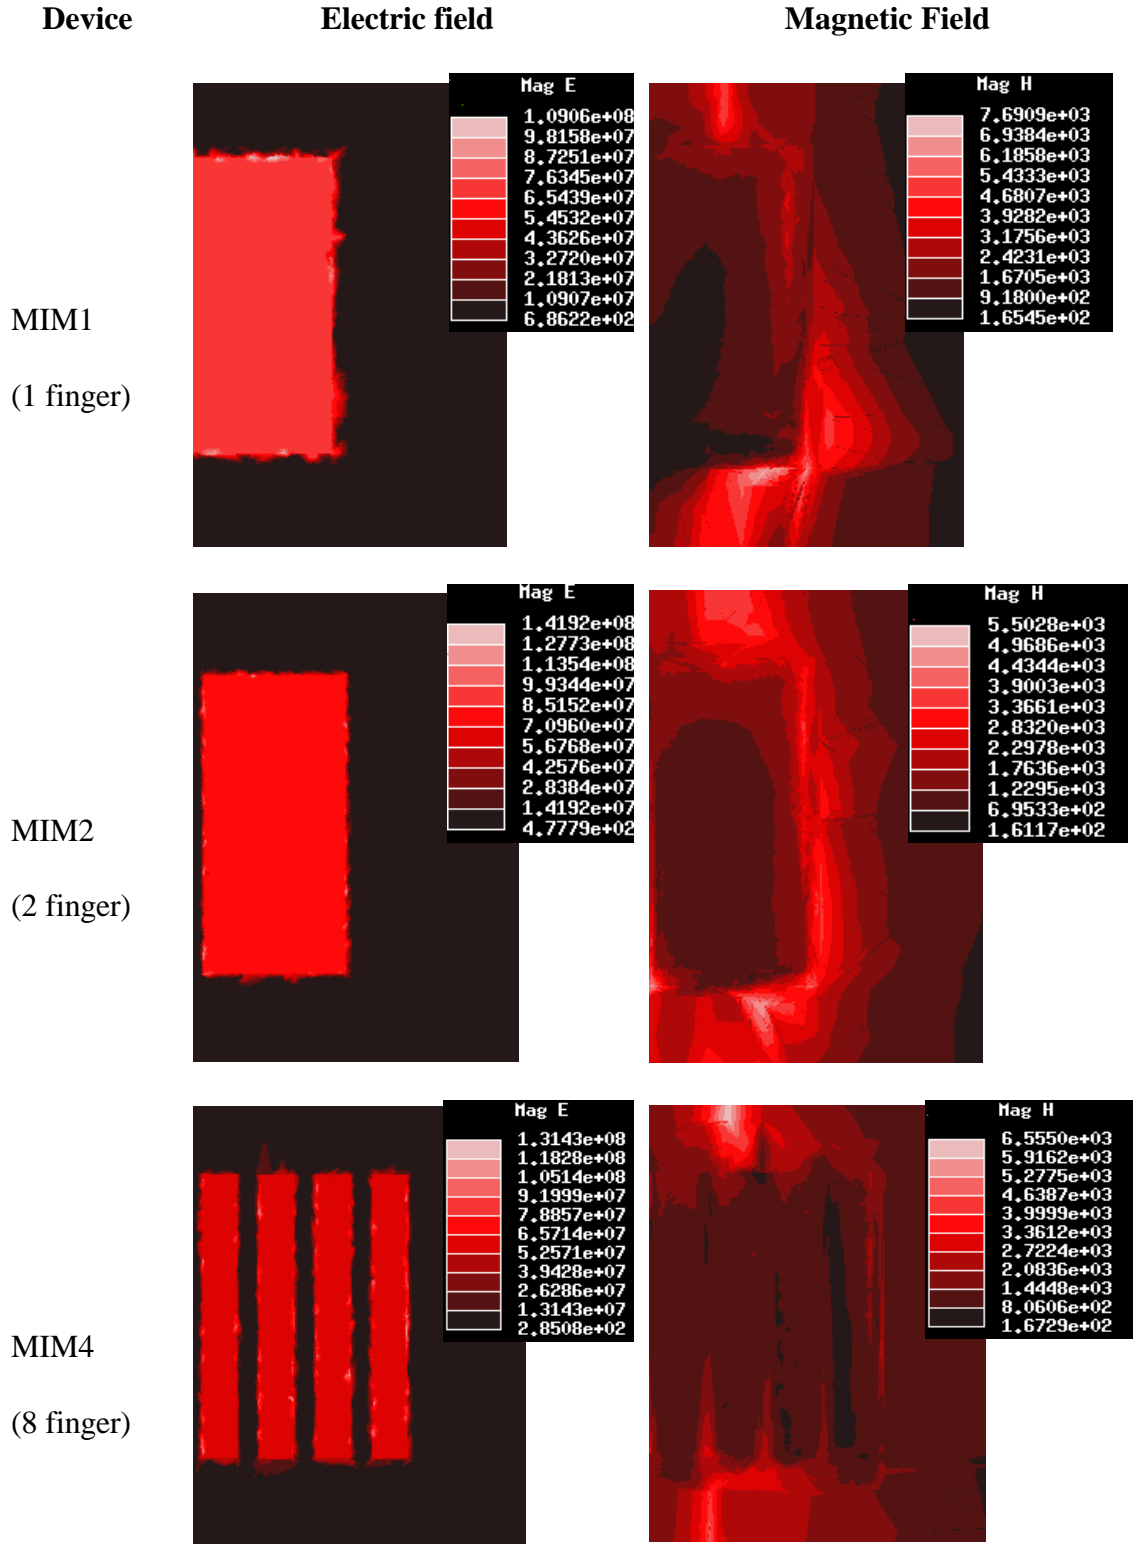 Device Electric field Magnetic Field
MIM1
(1 finger)
Mag E
1.0906e+08
9.8158e+07
8.7251e+07
7.6345e+07
6.5439e+07
5.4532e+07
4.3626e+07
3.2720e+07
2.1813e+07
1.0907e+07
6.8622e+02
Mag H
7.6909e+03
6.9384e+03
6.1858e+03
5.4333e+03
4.6807e+03
3.9282e+03
3.1756e+03
2.4231e+03
1.6705e+03
9.1800e+02
1.6545e+02
MIM2
(2 finger)
Mag E
1.4192e+08
1.2773e+08
1.1354e+08
9.9344e+07
8.5152e+07
7.0960e+07
5.6768e+07
4.2576e+07
2.8384e+07
1.4192e+07
4.7779e+02
Mag H
5.5028e+03
4.9686e+03
4.4344e+03
3.9003e+03
3.3661e+03
2.8320e+03
2.2978e+03
1.7636e+03
1.2295e+03
6.9533e+02
1.6117e+02
MIM4
(8 finger)
Mag E
1.3143e+08
1.1828e+08
1.0514e+08
9.1999e+07
7.8857e+07
6.5714e+07
5.2571e+07
3.9428e+07
2.6286e+07
1.3143e+07
2.8508e+02
Mag H
6.5550e+03
5.9162e+03
5.2775e+03
4.6387e+03
3.9999e+03
3.3612e+03
2.7224e+03
2.0836e+03
1.4448e+03
8.0606e+02
1.6729e+02